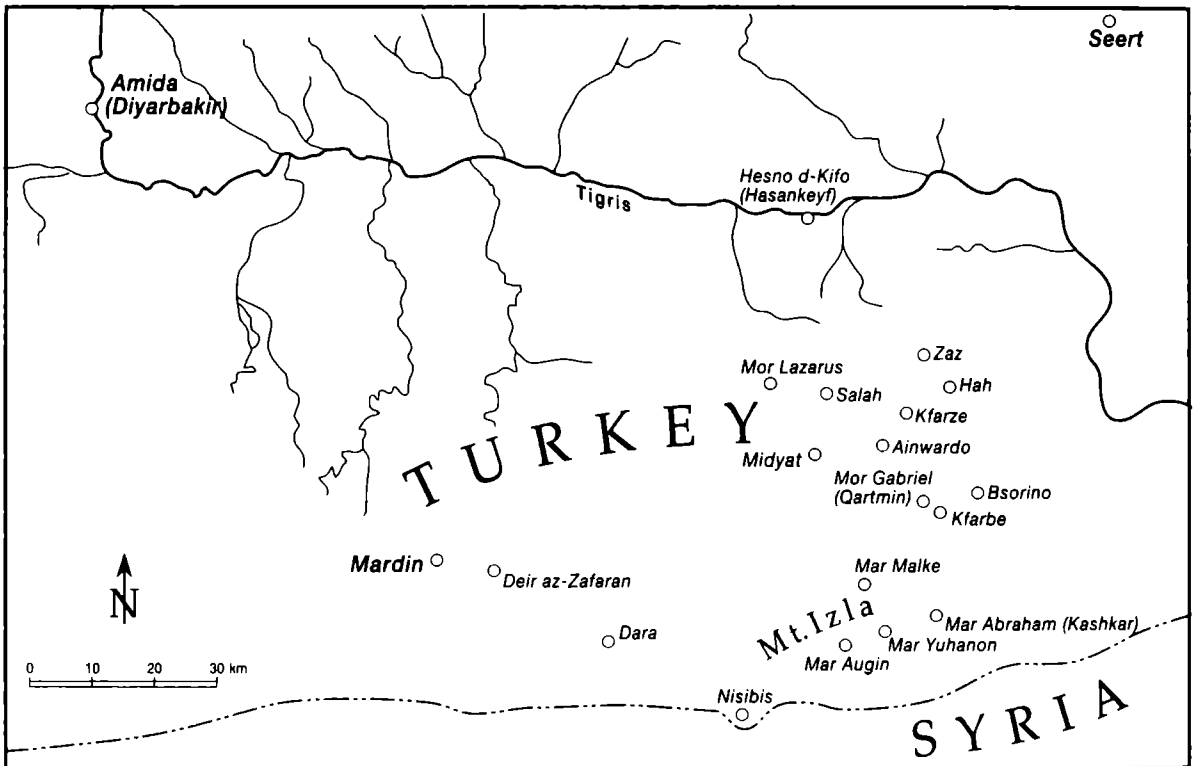 Seert
Amida
(Diyarbakir)
Hesno d-Kifo
(Hasankeyf)
Tigris
Zaz
Mor Lazarus
Hah
Salah
Kfarze
TURKEY
Ainwardo
Midyat
Mor Gabriel
(Qartmin)
Bsorino
Kfarbe
Mardin
Deir az-Zafaran
Mar Malke
N
Mt. Izla
Mar Abraham (Kashkar)
Dara
Mar Yuhanon
Mar Augin
0 10 20 30 km
Nisibis
SYRIA